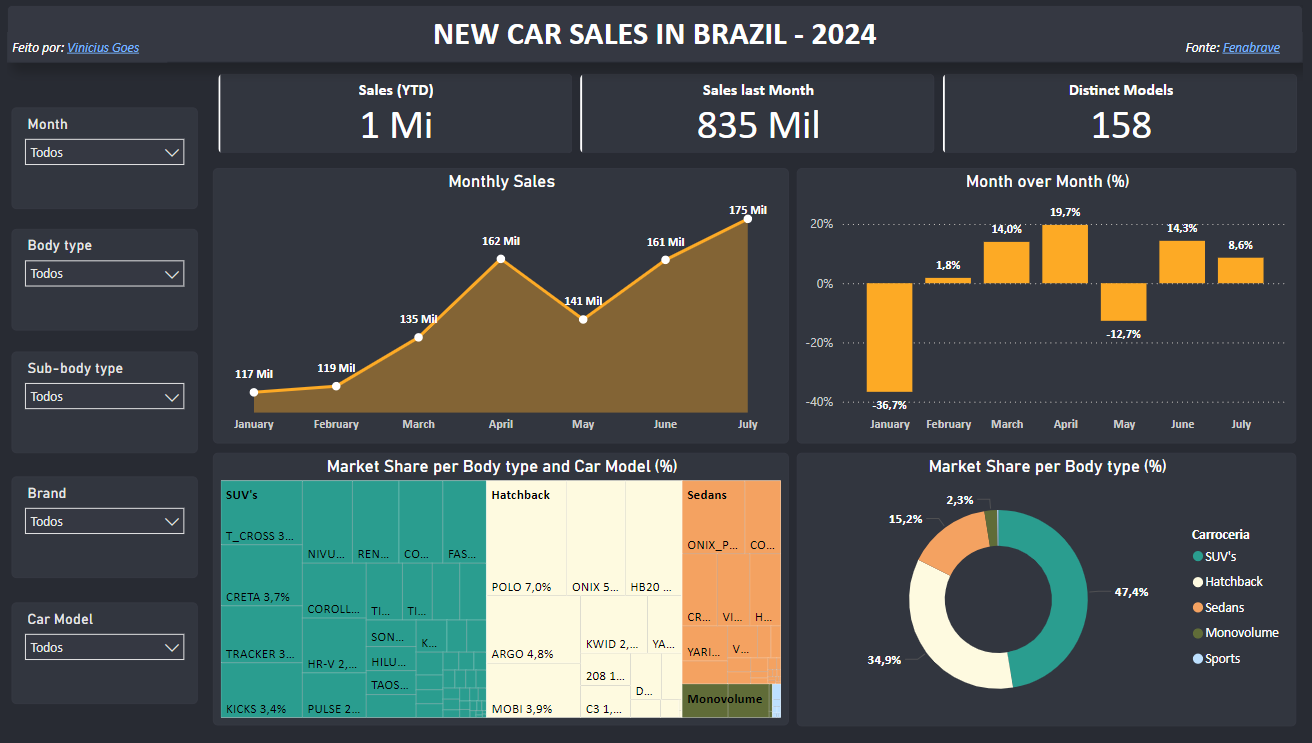 NEW CAR SALES IN BRAZIL - 2024
Feito por: Vinicius Goes
Fonte: Fenabrave
Month
Todos
Body type
Todos
Sub-body type
Todos
Brand
Todos
Car Model
Todos
Sales (YTD)
1 Mi
Sales last Month
835 Mil
Distinct Models
158
Monthly Sales
117 Mil
119 Mil
135 Mil
162 Mil
141 Mil
161 Mil
175 Mil
January February March April May June July
Month over Month (%)
20%
0%
-20%
-40%
-36,7%
1,8%
14,0%
19,7%
-12,7%
14,3%
8,6%
January February March April May June July
Market Share per Body type and Car Model (%)
SUV's
T_CROSS 3...
CRETA 3,7%
TRACKER 3...
KICKS 3,4%
NIVU...
REN...
CO...
FAS...
COROLL...
HR-V 2,...
PULSE 2...
TI...
TI...
SON...
HILU...
TAOS...
K...
Hatchback
POLO 7,0%
ONIX 5...
HB20 ...
ARGO 4,8%
MOBI 3,9%
KWID 2,...
YA...
208 1...
D...
C3 1,...
Sedans
ONIX_P...
CO...
CR...
VI...
H...
YARI...
V...
Monovolume
Market Share per Body type (%)
2,3%
15,2%
34,9%
47,4%
Carroceria
SUV's
Hatchback
Sedans
Monovolume
Sports